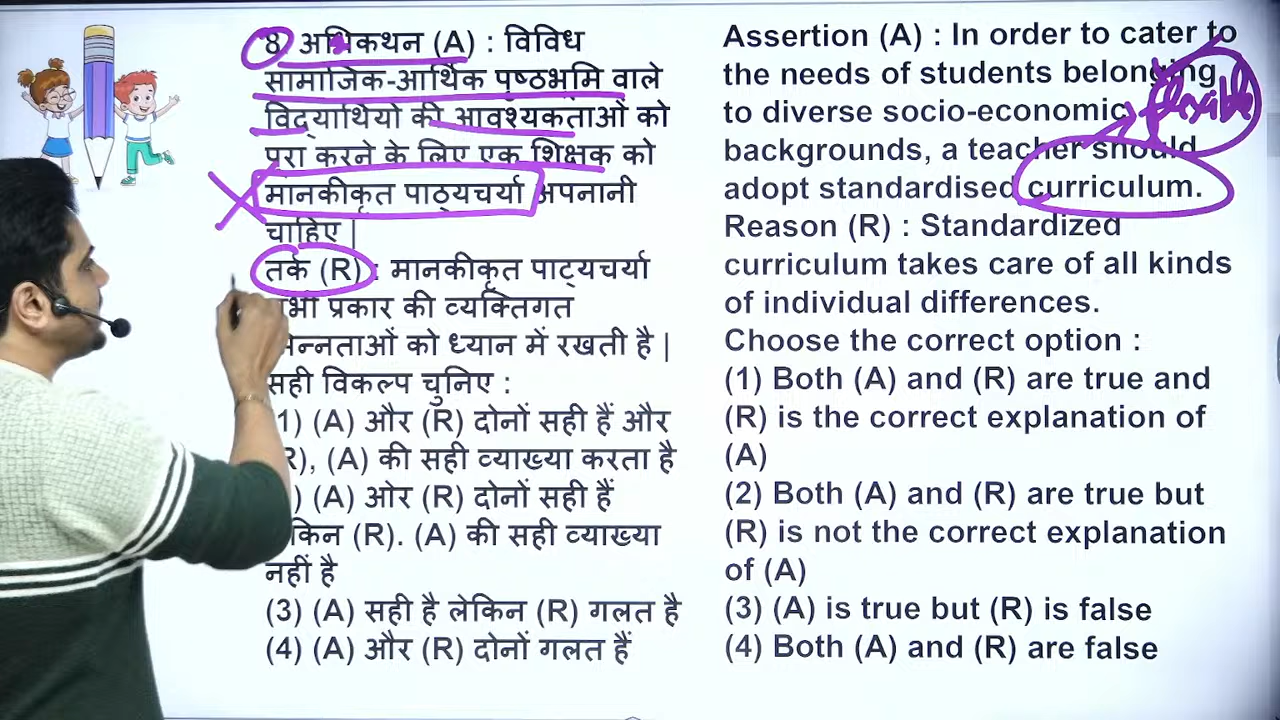 8. अभिकथन (A) : विविध
सामाजिक-आर्थिक पृष्ठभूमि वाले
विद्यार्थियो की आवश्यकताओं को
पूरा करने के लिए एक शिक्षक को
मानकीकृत पाठ्यचर्या अपनानी
चाहिए |
तर्क (R) : मानकीकृत पाट्यचर्या
सभी प्रकार की व्यक्तिगत
भिन्नताओं को ध्यान में रखती है |
सही विकल्प चुनिए :
1) (A) और (R) दोनों सही हैं और
R), (A) की सही व्याख्या करता है
) (A) ओर (R) दोनों सही हैं
किन (R). (A) की सही व्याख्या
नहीं है
(3) (A) सही है लेकिन (R) गलत है
(4) (A) और (R) दोनों गलत हैं
Assertion (A) : In order to cater to
the needs of students belonging
to diverse socio-economic
flexible
backgrounds, a teacher should
adopt standardised curriculum.
Reason (R) : Standardized
curriculum takes care of all kinds
of individual differences.
Choose the correct option :
(1) Both (A) and (R) are true and
(R) is the correct explanation of
(A)
(2) Both (A) and (R) are true but
(R) is not the correct explanation
of (A)
(3) (A) is true but (R) is false
(4) Both (A) and (R) are false